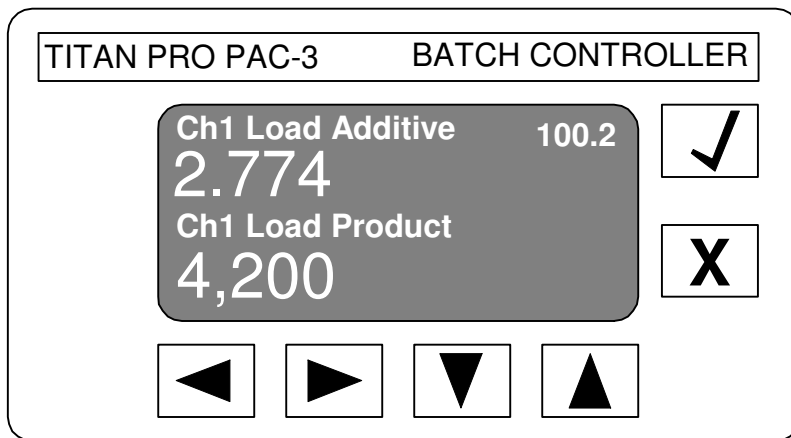 TITAN PRO PAC-3 BATCH CONTROLLER
Ch1 Load Additive 100.2
2.774
Ch1 Load Product
4,200
X